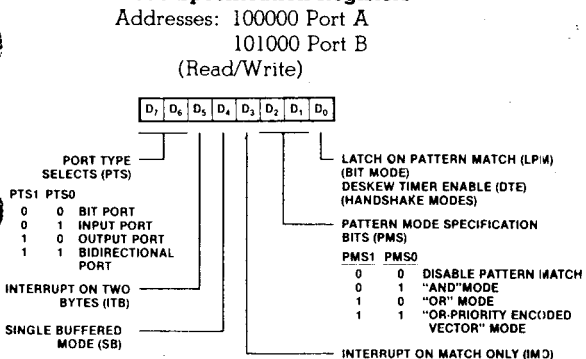 Addresses: 100000 Port A
101000 Port B
(Read/Write)
D7 D6 D5 D4 D3 D2 D1 D0
PORT TYPE
SELECTS (PTS)
PTS1 PTS0
0 0 BIT PORT
0 1 INPUT PORT
1 0 OUTPUT PORT
1 1 BIDIRECTIONAL
PORT
INTERRUPT ON TWO
BYTES (ITB)
SINGLE BUFFERED
MODE (SB)
LATCH ON PATTERN MATCH (LPM)
(BIT MODE)
DESKEW TIMER ENABLE (DTE)
(HANDSHAKE MODES)
PATTERN MODE SPECIFICATION
BITS (PMS)
PMS1 PMS0
0 0 DISABLE PATTERN MATCH
0 1 "AND"MODE
1 0 "OR" MODE
1 1 "OR-PRIORITY ENCODED
VECTOR" MODE
INTERRUPT ON MATCH ONLY (IMO)